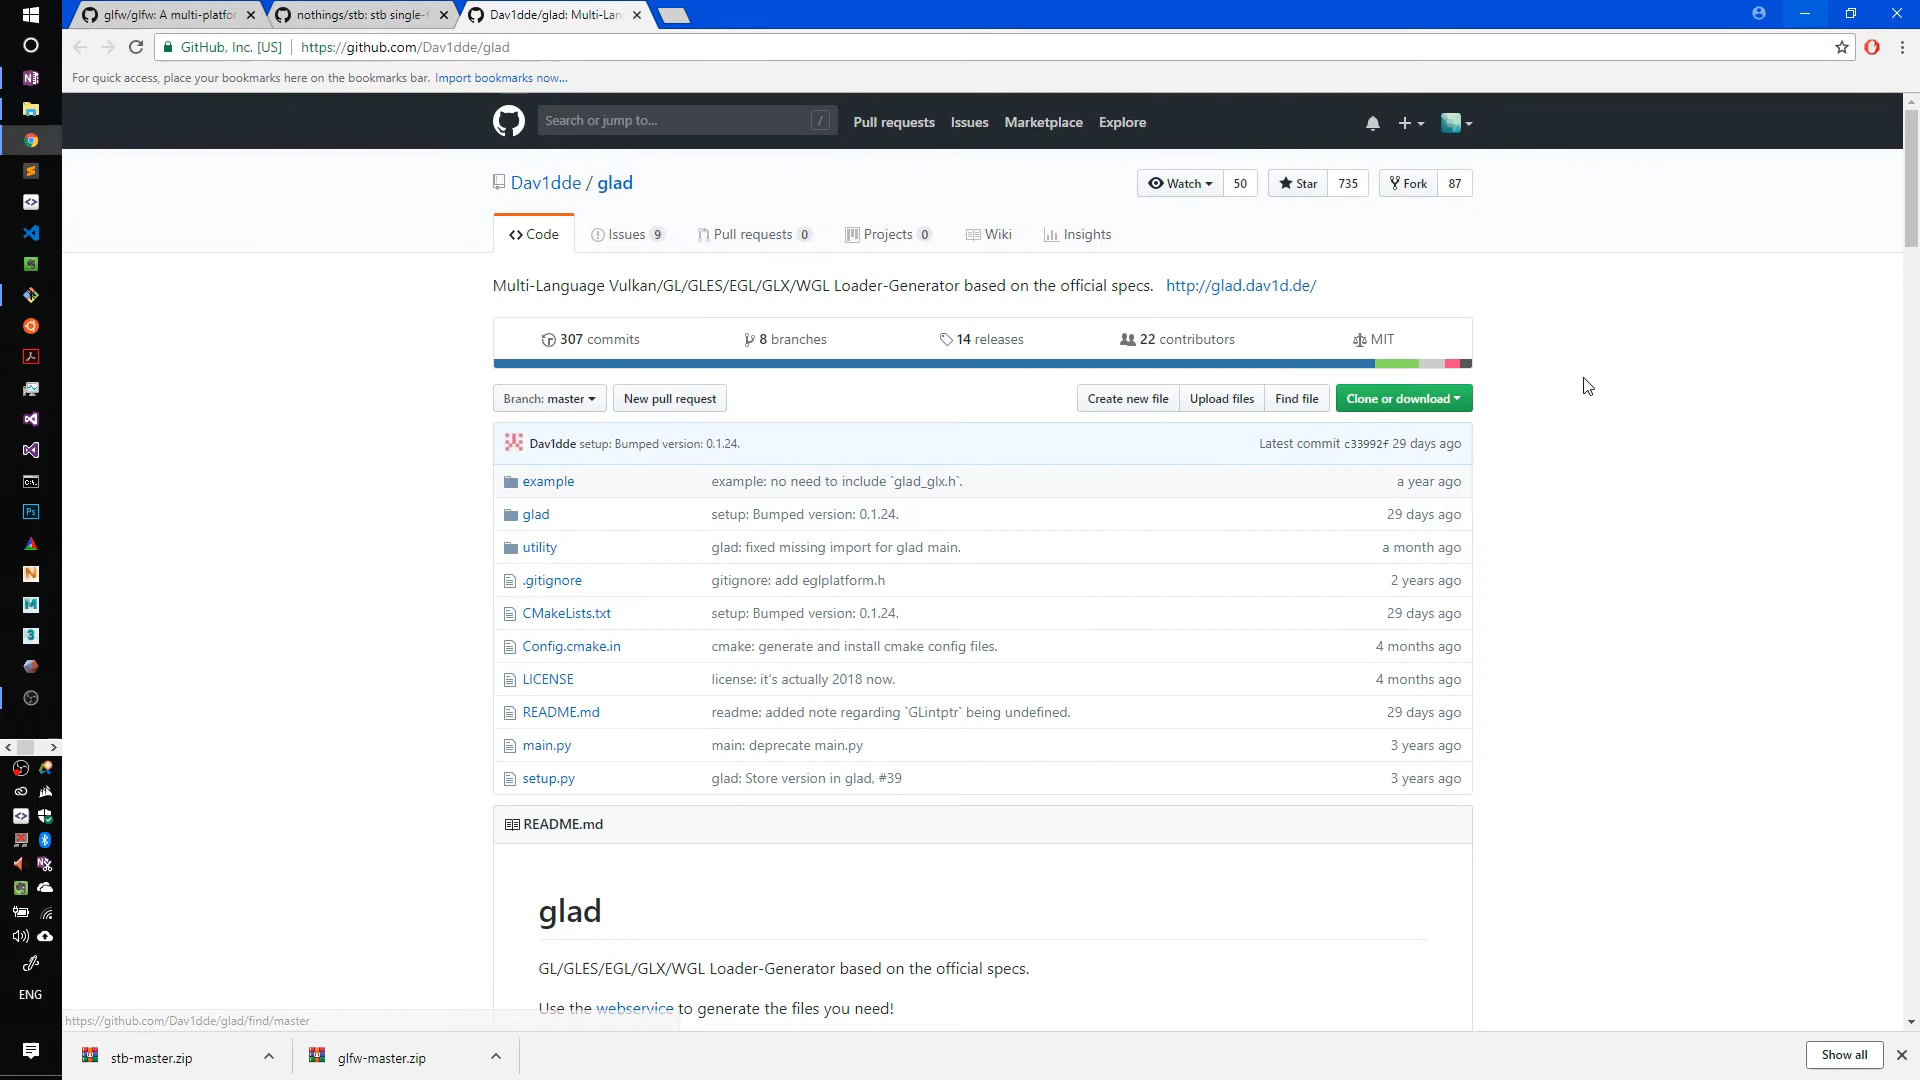 glfw/glfw: A multi-platfor
nothings/stb: stb single-f
Dav1dde/glad: Multi-Lan
GitHub, Inc. [US]
https://github.com/Dav1dde/glad
For quick access, place your bookmarks here on the bookmarks bar. Import bookmarks now...
Search or jump to...
/
Pull requests
Issues
Marketplace
Explore
Dav1dde / glad
Watch 50
Star 735
Fork 87
Code
Issues 9
Pull requests 0
Projects 0
Wiki
Insights
Multi-Language Vulkan/GL/GLES/EGL/GLX/WGL Loader-Generator based on the official specs. http://glad.dav1d.de/
307 commits
8 branches
14 releases
22 contributors
MIT
Branch: master
New pull request
Create new file
Upload files
Find file
Clone or download
Dav1dde setup: Bumped version: 0.1.24.
Latest commit c33992f 29 days ago
example
example: no need to include `glad_glx.h`.
a year ago
glad
setup: Bumped version: 0.1.24.
29 days ago
utility
glad: fixed missing import for glad main.
a month ago
.gitignore
gitignore: add eglplatform.h
2 years ago
CMakeLists.txt
setup: Bumped version: 0.1.24.
29 days ago
Config.cmake.in
cmake: generate and install cmake config files.
4 months ago
LICENSE
license: it's actually 2018 now.
4 months ago
README.md
readme: added note regarding `GLintptr` being undefined.
29 days ago
main.py
main: deprecate main.py
3 years ago
setup.py
glad: Store version in glad, #39
3 years ago
README.md
glad
GL/GLES/EGL/GLX/WGL Loader-Generator based on the official specs.
Use the webservice to generate the files you need!
https://github.com/Dav1dde/glad/find/master
stb-master.zip
glfw-master.zip
Show all
ENG